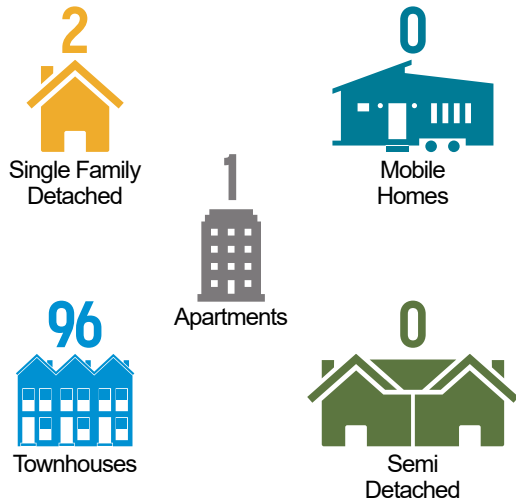 2
Single Family
Detached
0
Mobile
Homes
1
Apartments
96
Townhouses
0
Semi
Detached